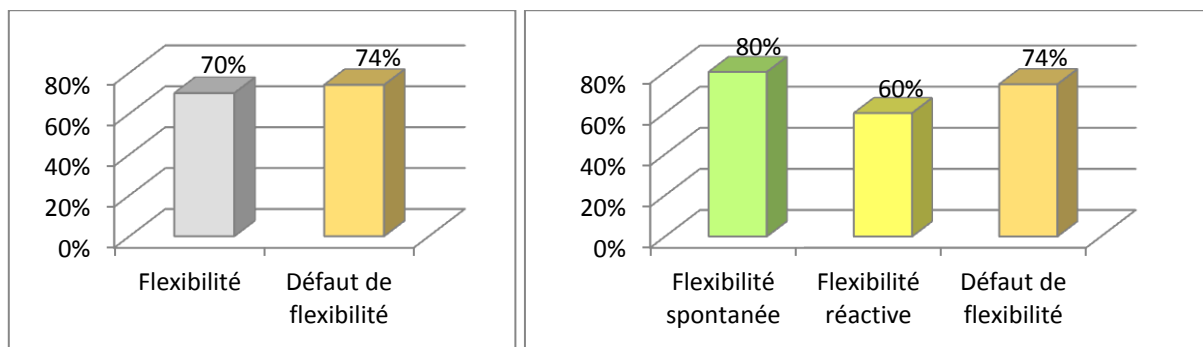 70%
74%
80%
60%
40%
20%
0%
Flexibilité
Défaut de
flexibilité
80%
60%
74%
80%
60%
40%
20%
0%
Flexibilité
spontanée
Flexibilité
réactive
Défaut de
flexibilité